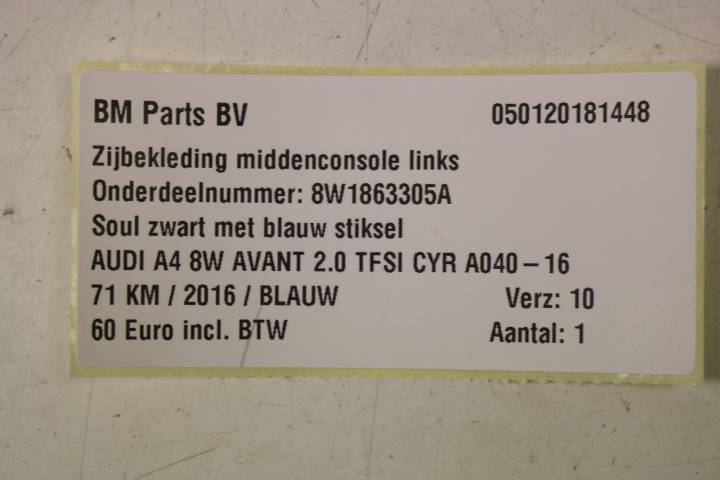 BM Parts BV 050120181448
Zijbekleding middenconsole links
Onderdeelnummer: 8W1863305A
Soul zwart met blauw stiksel
AUDI A4 8W AVANT 2.0 TFSI CYR A040-16
71 KM / 2016 / BLAUW Verz: 10
60 Euro incl. BTW Aantal: 1